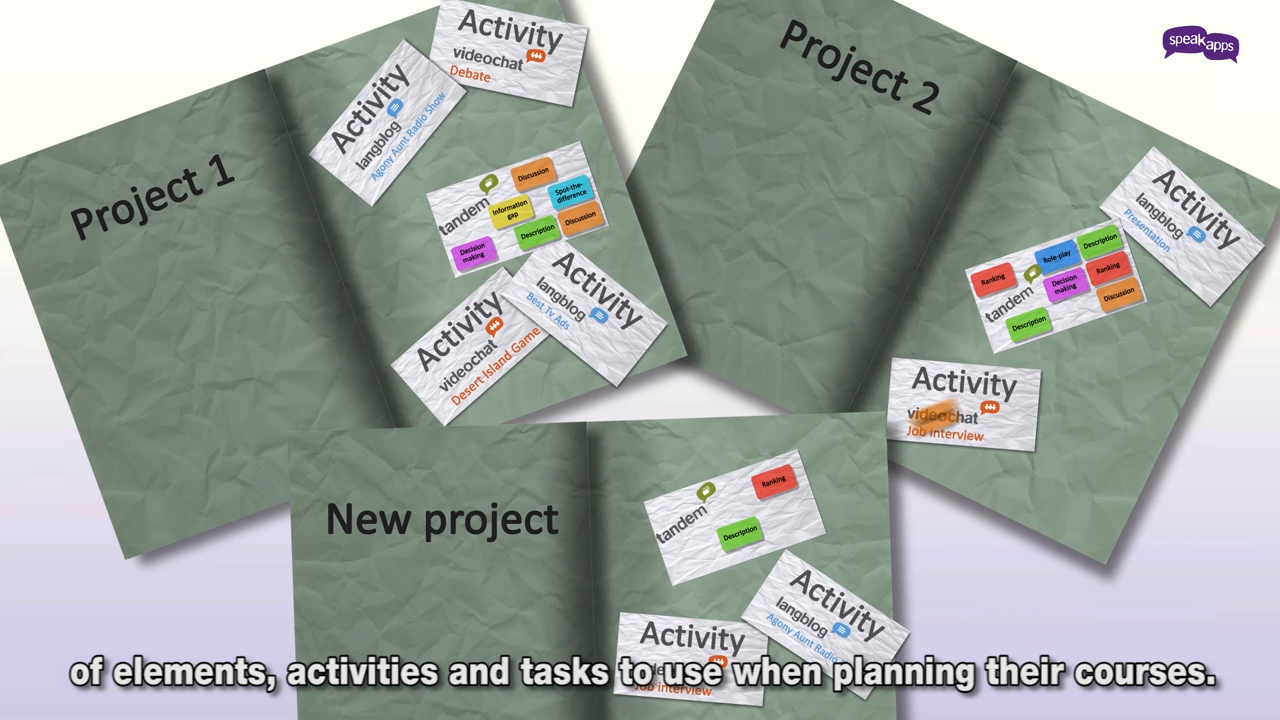 speakapps
Project 1
Activity
videochat
Debate
Activity
langblog
Agony Aunt Radio Show
tandem
Discussion
Spot-the-
difference
Information
gap
Discussion
Description
Decision
making
Activity
langblog
Best Tv Ads
Activity
videochat
Desert Island Game
Project 2
Activity
langblog
Presentation
tandem
Ranking
Role-play
Description
Decision
making
Ranking
Discussion
Description
Activity
videochat
Job Interview
New project
tandem
Ranking
Description
Activity
langblog
Agony Aunt Radio
Activity
Job Interview
of elements, activities and tasks to use when planning their courses.